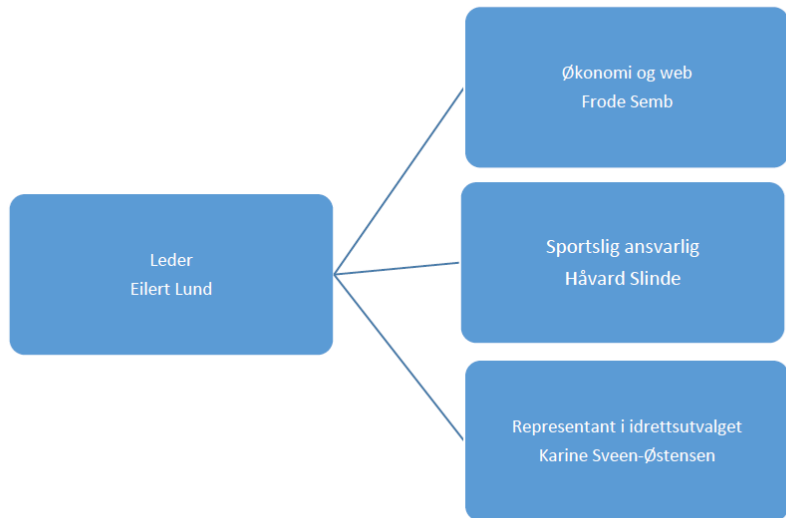 Leder
Eilert Lund
Økonomi og web
Frode Semb
Sportslig ansvarlig
Håvard Slinde
Representant i idrettsutvalget
Karine Sveen-Østensen